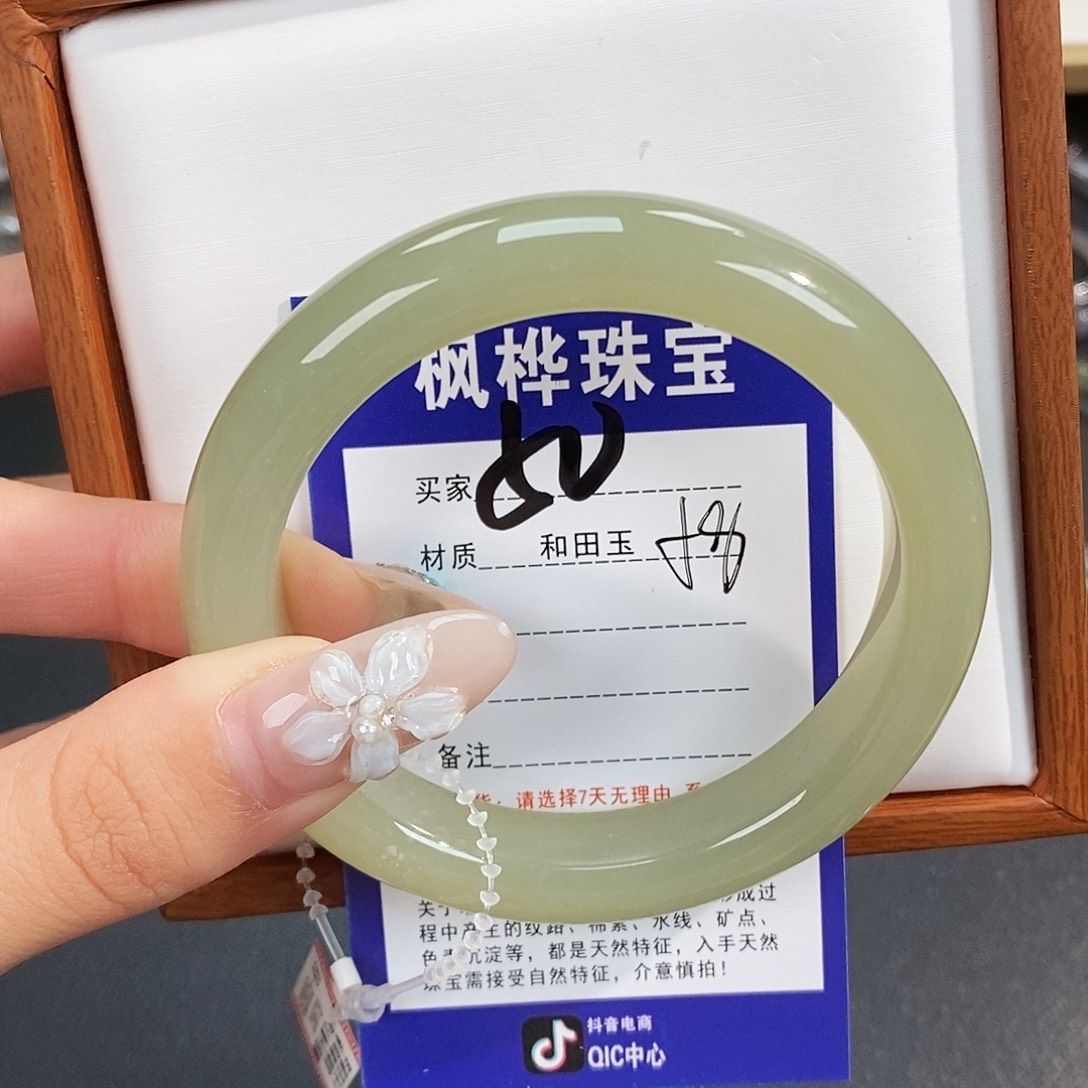 枫桦珠宝
买家
材质 和田玉
备注
请选择7天无理由
形成过
程中产生的纹路、棉絮、水线、矿点、
沉淀等，都是天然特征，入手天然
珠宝需接受自然特征，介意慎拍！
抖音电商
QIC中心